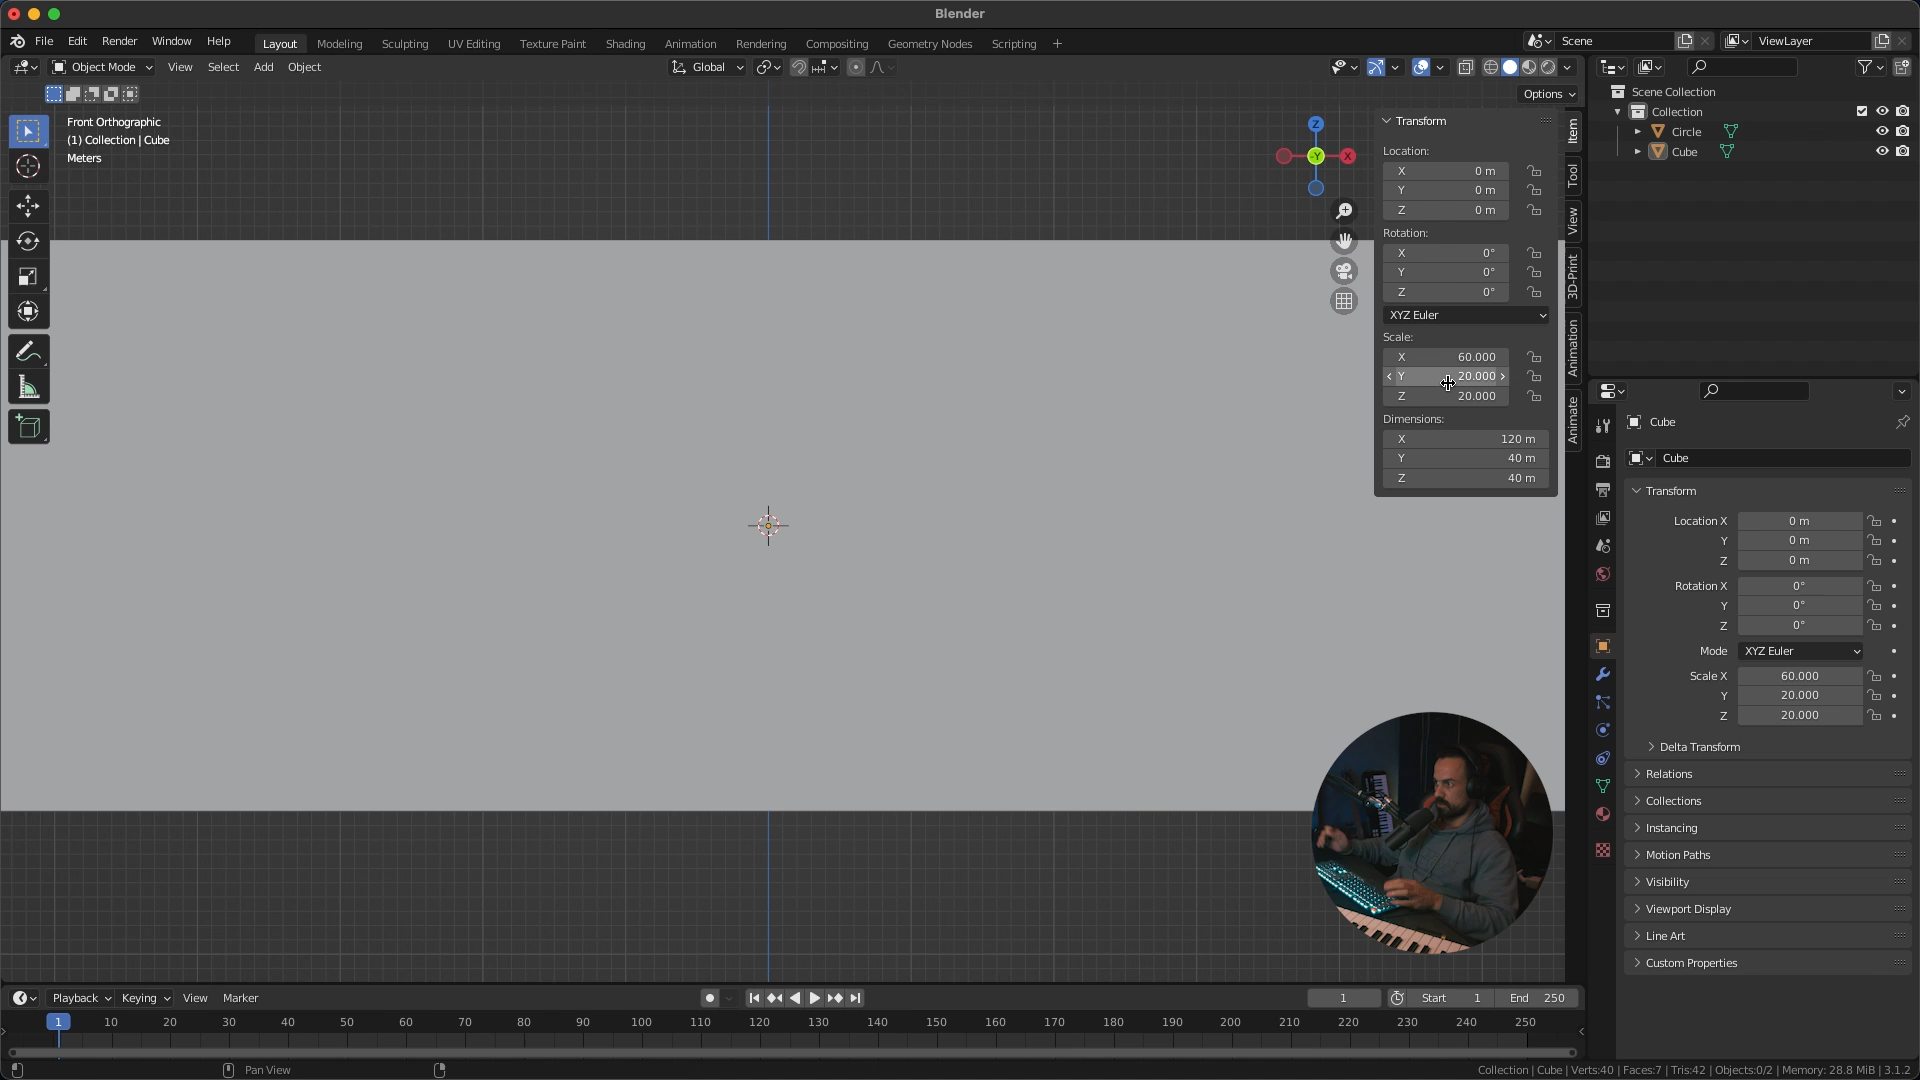 Blender
File Edit Render Window Help
Layout Modeling Sculpting UV Editing Texture Paint Shading Animation Rendering Compositing Geometry Nodes Scripting +
Scene
ViewLayer
Object Mode View Select Add Object
Global
Options
Front Orthographic
(1) Collection | Cube
Meters
Z
Y
X
Transform
Location:
X 0 m
Y 0 m
Z 0 m
Rotation:
X 0°
Y 0°
Z 0°
XYZ Euler
Scale:
X 60.000
Y 20.000
Z 20.000
Dimensions:
X 120 m
Y 40 m
Z 40 m
Item
Tool
View
3D-Print
Animation
Animate
Scene Collection
Collection
Circle
Cube
Cube
Cube
Transform
Location X 0 m
Y 0 m
Z 0 m
Rotation X 0°
Y 0°
Z 0°
Mode XYZ Euler
Scale X 60.000
Y 20.000
Z 20.000
Delta Transform
Relations
Collections
Instancing
Motion Paths
Visibility
Viewport Display
Line Art
Custom Properties
Playback Keying View Marker
1 Start 1 End 250
1 10 20 30 40 50 60 70 80 90 100 110 120 130 140 150 160 170 180 190 200 210 220 230 240 250
Pan View
Collection | Cube | Verts:40 | Faces:7 | Tris:42 | Objects:0/2 | Memory: 28.8 MiB | 3.1.2